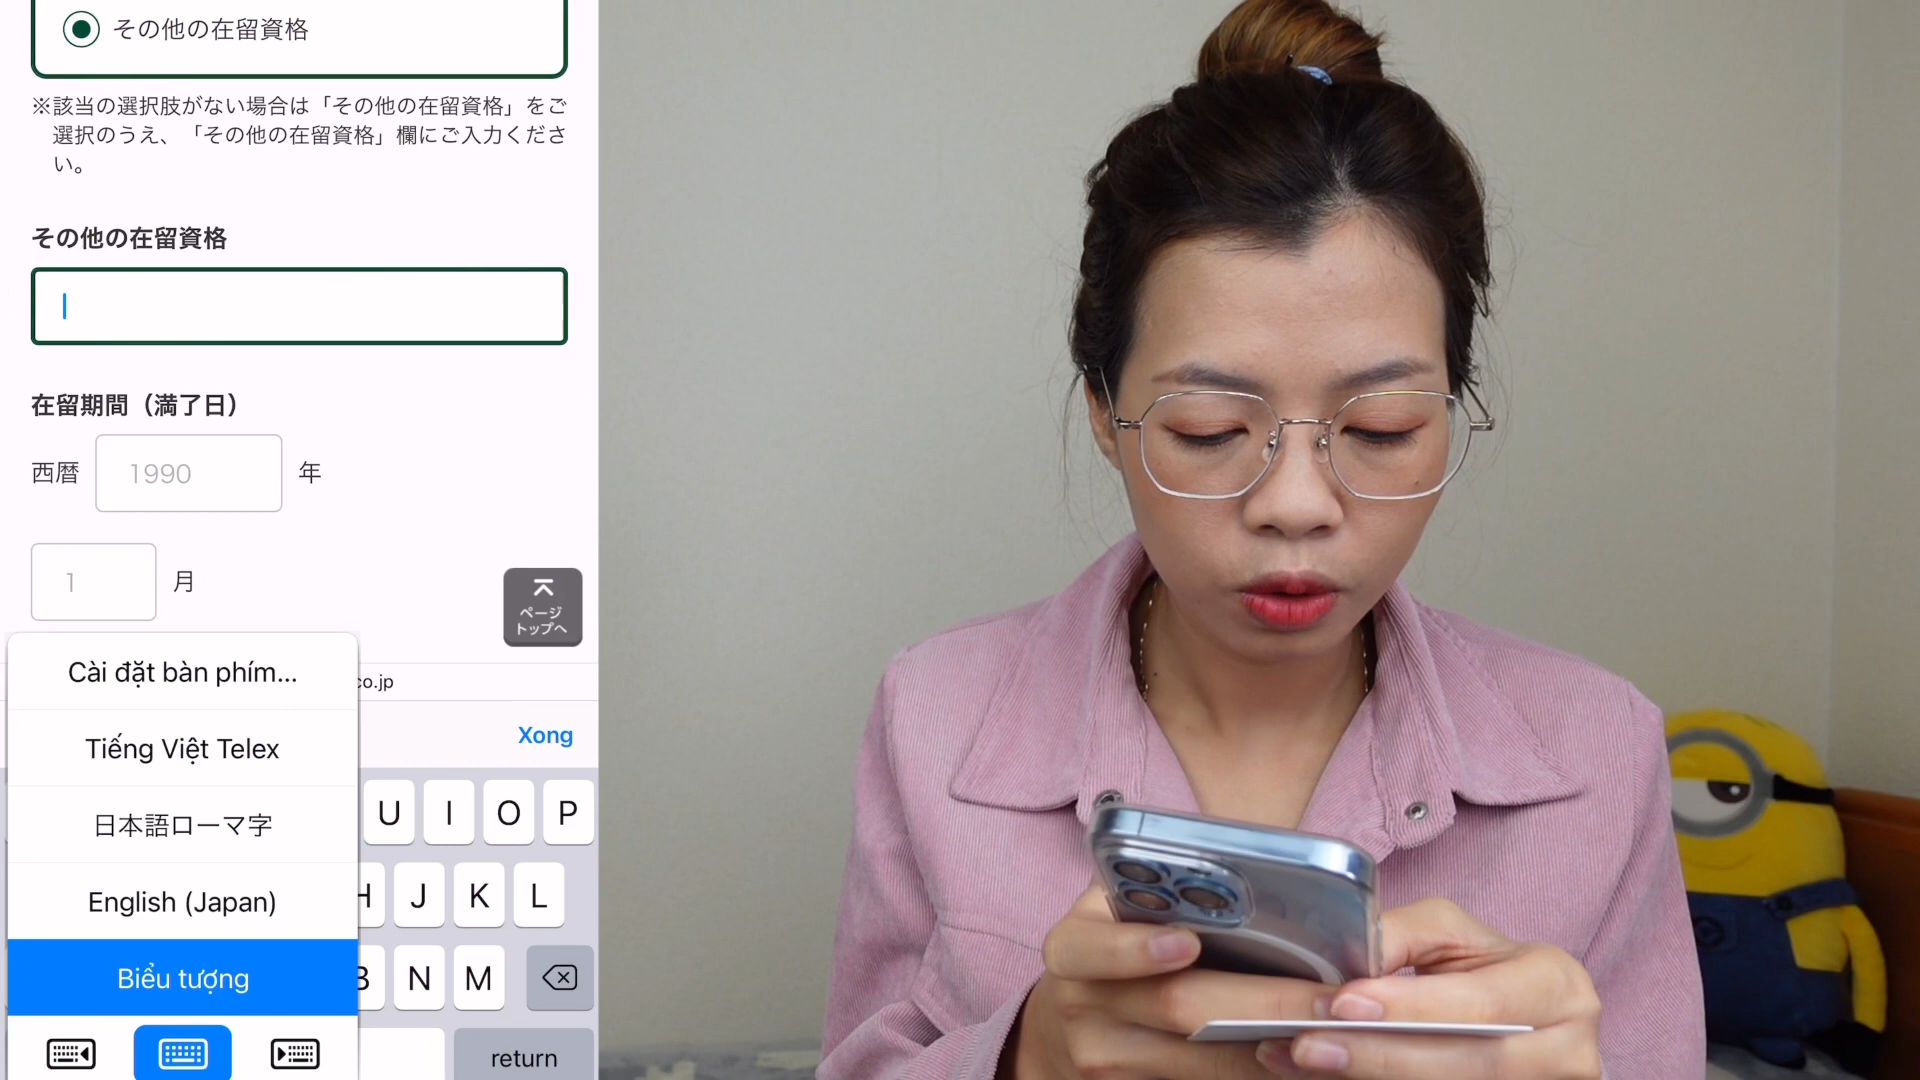 その他の在留資格
※該当の選択肢がない場合は「その他の在留資格」をご
選択のうえ、「その他の在留資格」欄にご入力くださ
い。
その他の在留資格
在留期間（満了日）
西暦 1990 年
1 月
ページ
トップへ
Cài đặt bàn phím...
co.jp
Tiếng Việt Telex
Xong
日本語ローマ字
U I O P
English (Japan)
H J K L
Biểu tượng
B N M
return